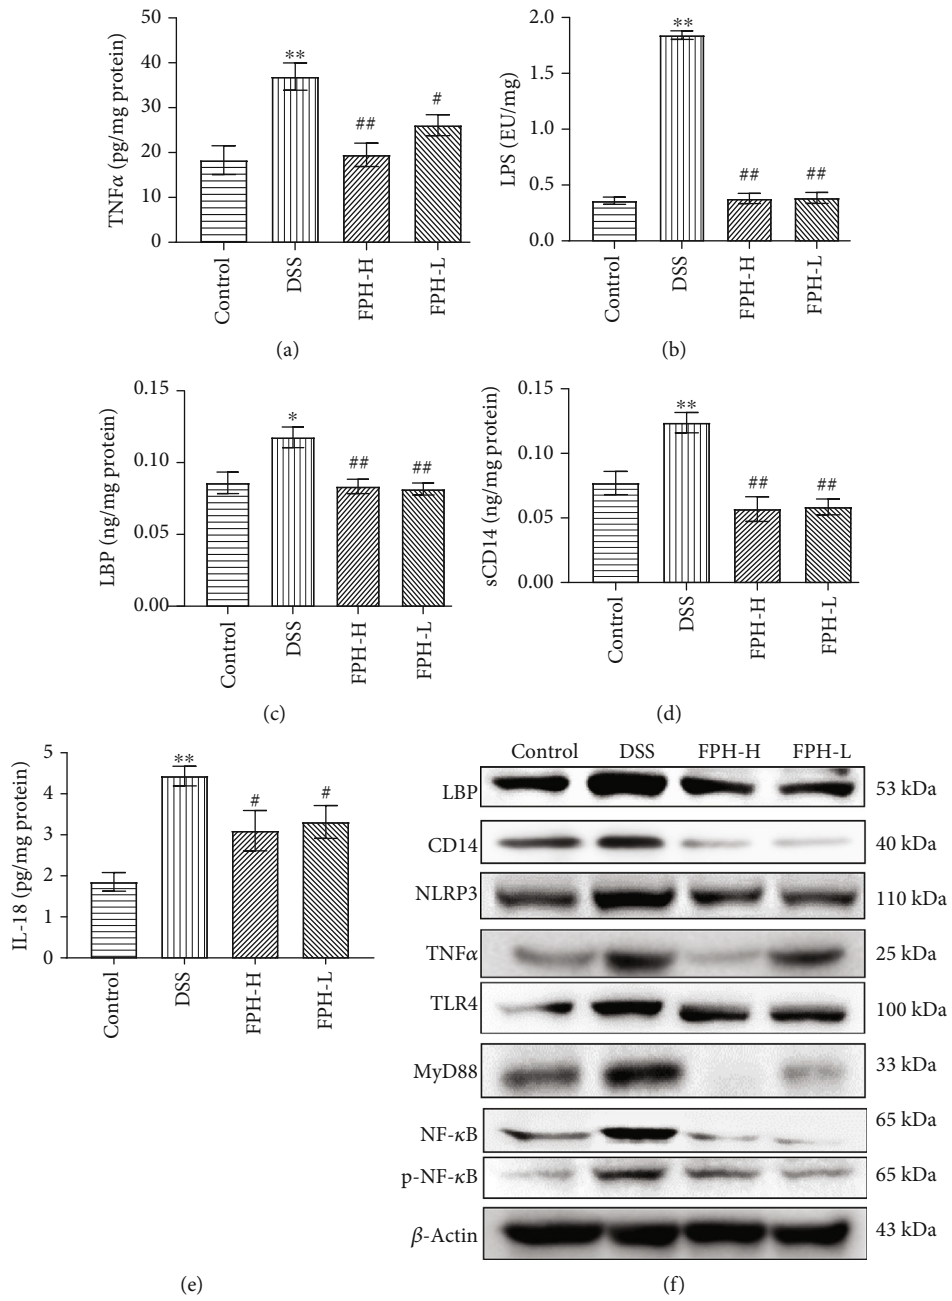 TNFα (pg/mg protein)
50
40
30
20
10
0
**
##
#
Control
DSS
FPH-H
FPH-L
(a)
LPS (EU/mg)
2.0
1.5
1.0
0.5
0.0
**
##
##
Control
DSS
FPH-H
FPH-L
(b)
LBP (ng/mg protein)
0.15
0.10
0.05
0.00
*
##
##
Control
DSS
FPH-H
FPH-L
(c)
sCD14 (ng/mg protein)
0.15
0.10
0.05
0.00
**
##
##
Control
DSS
FPH-H
FPH-L
(d)
IL-18 (pg/mg protein)
5
4
3
2
1
0
**
#
#
Control
DSS
FPH-H
FPH-L
(e)
Control DSS FPH-H FPH-L
LBP 53 kDa
CD14 40 kDa
NLRP3 110 kDa
TNFα 25 kDa
TLR4 100 kDa
MyD88 33 kDa
NF-κB 65 kDa
p-NF-κB 65 kDa
β-Actin 43 kDa
(f)